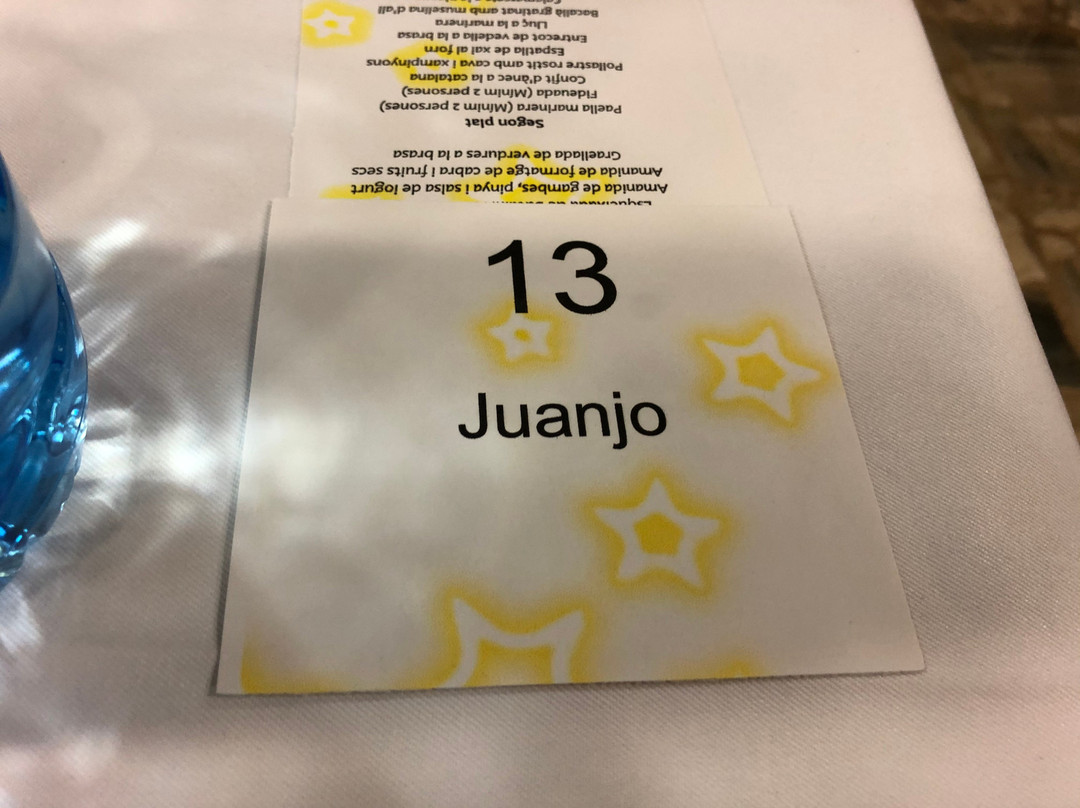 13
Juanjo
Amanida de gambes, pinya i salsa de iogurt
Amanida de formatge de cabra i fruits secs
Graellada de verdures a la brasa
Segon plat
Paella marinera (Mínim 2 persones)
Fideuada (Mínim 2 persones)
Confit d'ànec a la catalana
Pollastre rostit amb cava i xampinyons
Espatlla de xai al forn
Entrecot de vedella a la brasa
Lluç a la marinera
Bacallà gratinat amb muselina d'all